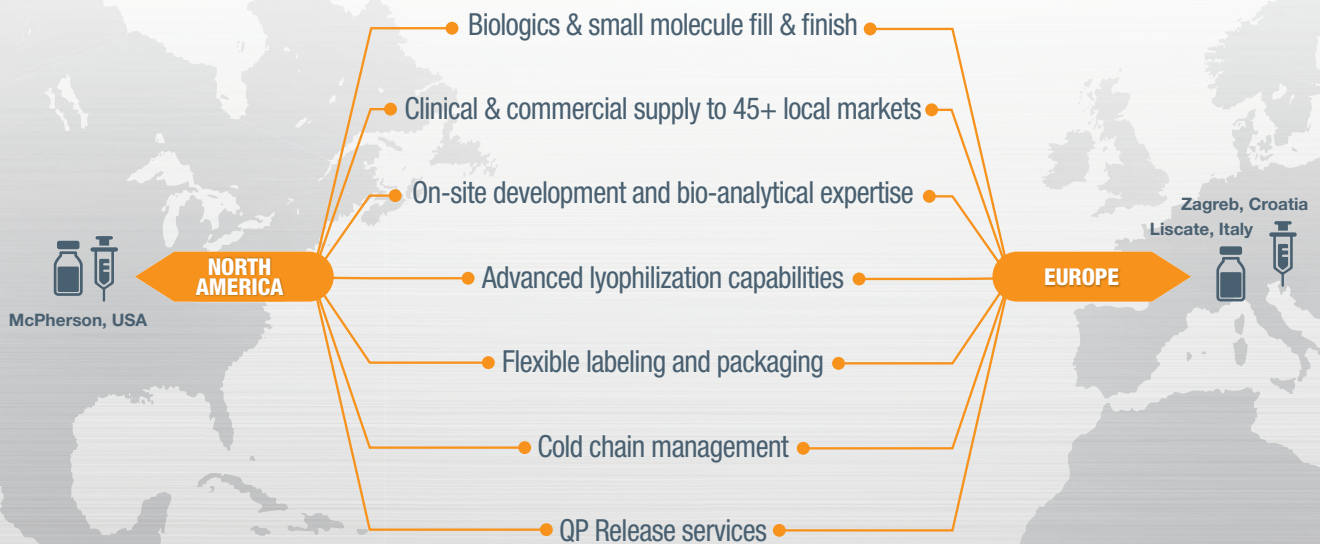 Biologics & small molecule fill & finish
Clinical & commercial supply to 45+ local markets
On-site development and bio-analytical expertise
Zagreb, Croatia
Liscate, Italy
NORTH
AMERICA
Advanced lyophilization capabilities
EUROPE
McPherson, USA
Flexible labeling and packaging
Cold chain management
QP Release services